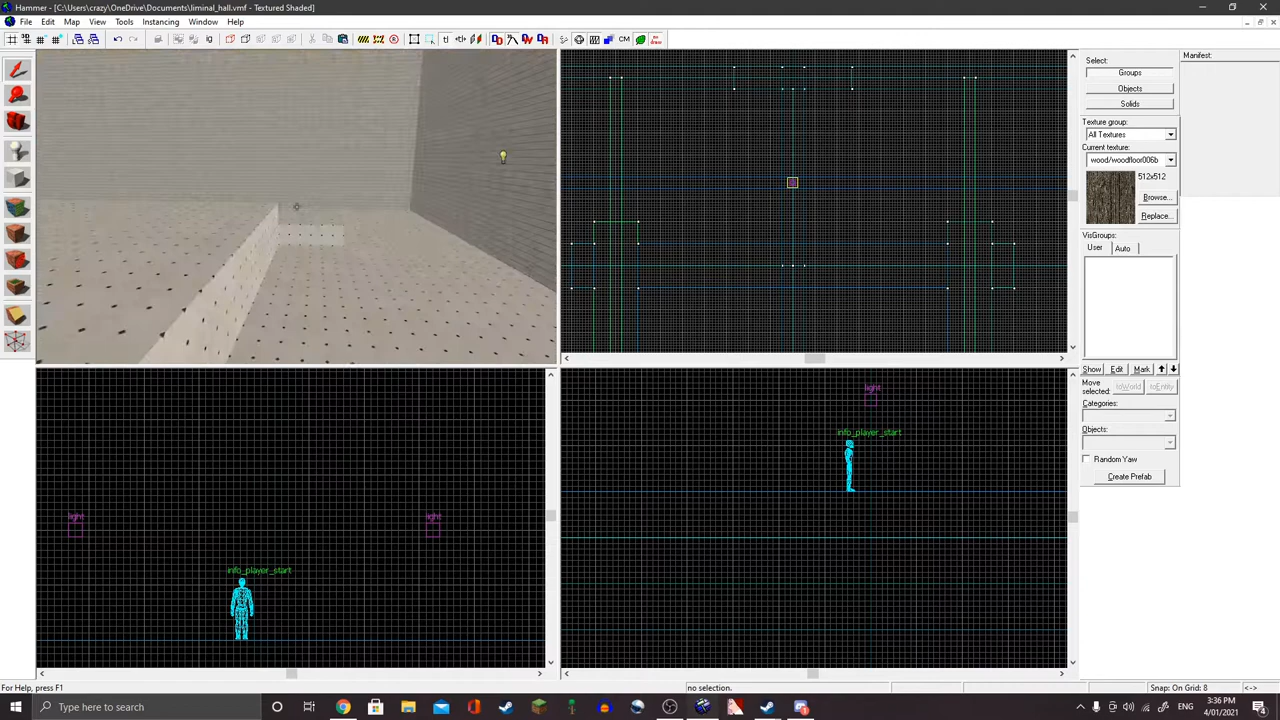 Hammer - [C:\Users\crazy\OneDrive\Documents\liminal_hall.vmf - Textured Shaded]
File Edit Map View Tools Instancing Window Help
Select:
Groups
Objects
Solids
Texture group:
All Textures
Current texture:
wood/woodfloor006b
512x512
Browse...
Replace...
VisGroups:
User Auto
Show Edit Mark
Move selected:
toWorld toEntity
Categories:
Objects:
Random Yaw
Create Prefab
Manifest:
light
info_player_start
light
light
info_player_start
For Help, press F1
no selection.
Snap: On Grid: 8
<->
Type here to search
ENG
3:36 PM
4/01/2021